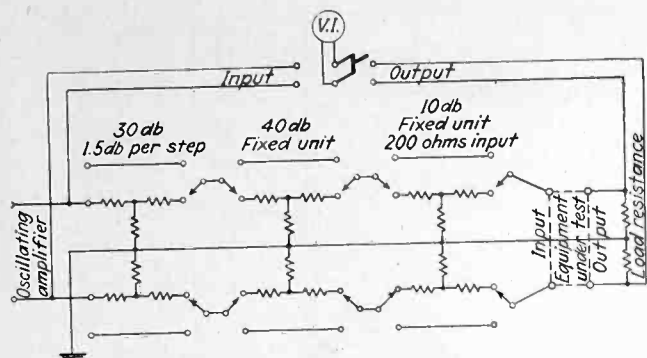 V.I.
Input
Output
30 db
1.5 db per step
40 db
Fixed unit
10 db
Fixed unit
200 ohms input
Oscillating
amplifier
Input
Equipment
under test
Output
Load resistance